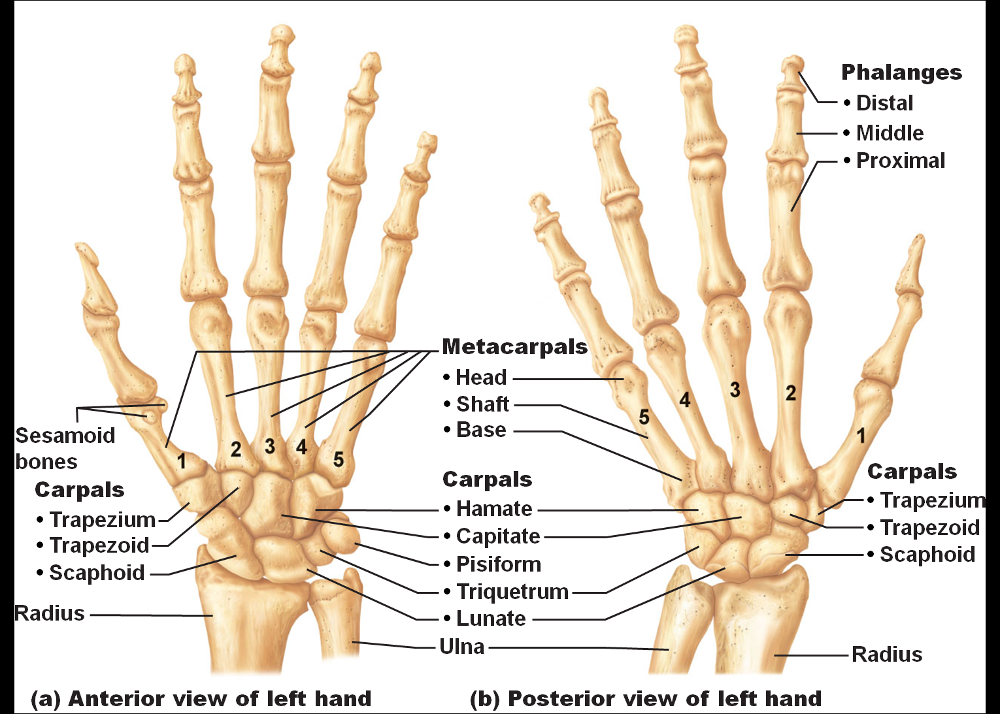 Phalanges
• Distal
• Middle
• Proximal
Metacarpals
• Head
• Shaft
• Base
Sesamoid
bones
1
2
3
4
5
5
4
3
2
1
Carpals
• Trapezium
• Trapezoid
• Scaphoid
Carpals
• Hamate
• Capitate
• Pisiform
• Triquetrum
• Lunate
Carpals
• Trapezium
• Trapezoid
• Scaphoid
Radius
Ulna
Radius
(a) Anterior view of left hand
(b) Posterior view of left hand